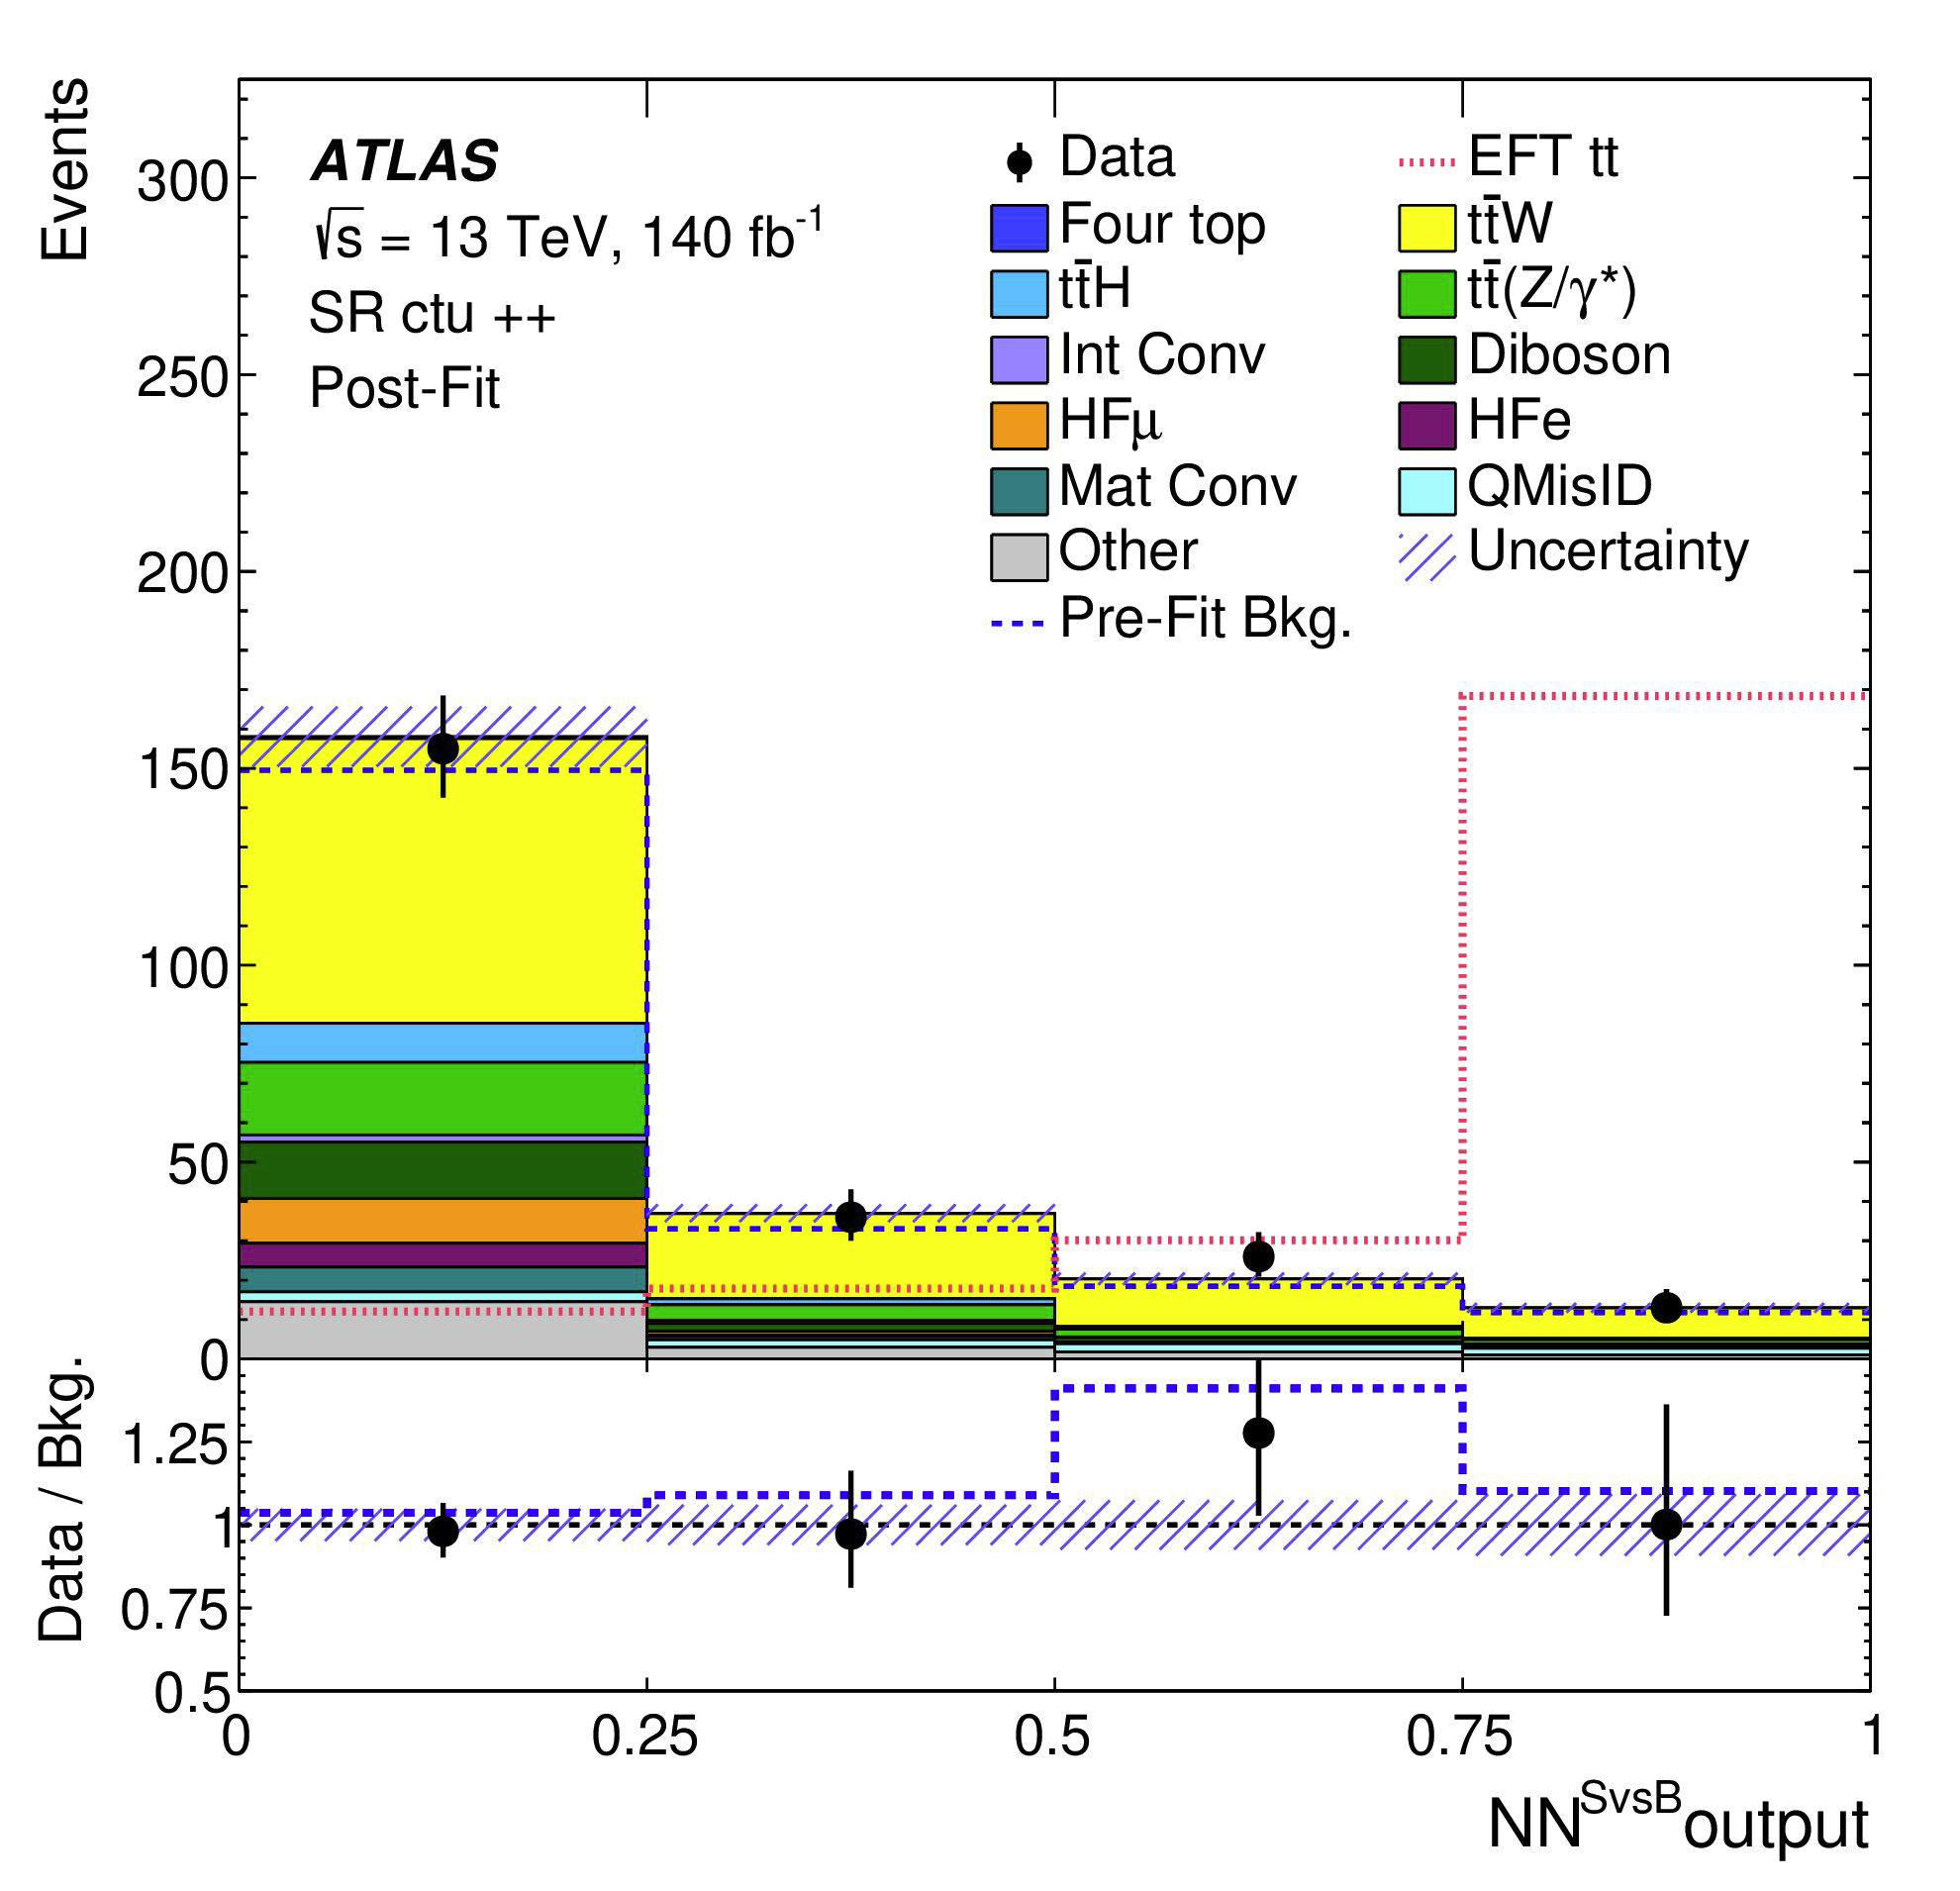 Events
300
250
200
150
100
50
0
ATLAS
√s = 13 TeV, 140 fb⁻¹
SR ctu ++
Post-Fit
Data
EFT tt
Four top
tt̄W
tt̄H
tt̄(Z/γ*)
Int Conv
Diboson
HFμ
HFe
Mat Conv
QMisID
Other
Uncertainty
Pre-Fit Bkg.
Data / Bkg.
1.25
1
0.75
0.5
0 0.25 0.5 0.75 1
NN^SvsB output